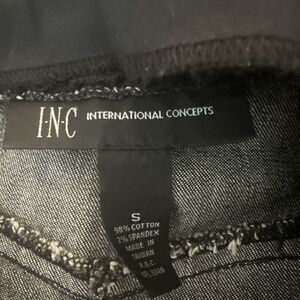 I·N·C INTERNATIONAL CONCEPTS
S
98% COTTON
2% SPANDEX
MADE IN
TAIWAN
R.O.C.